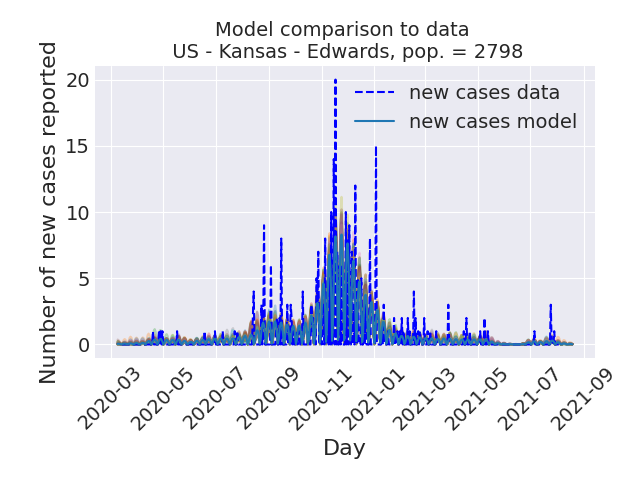 Model comparison to data
US - Kansas - Edwards, pop. = 2798
new cases data
new cases model
Number of new cases reported
20
15
10
5
0
2020-03
2020-05
2020-07
2020-09
2020-11
2021-01
2021-03
2021-05
2021-07
2021-09
Day